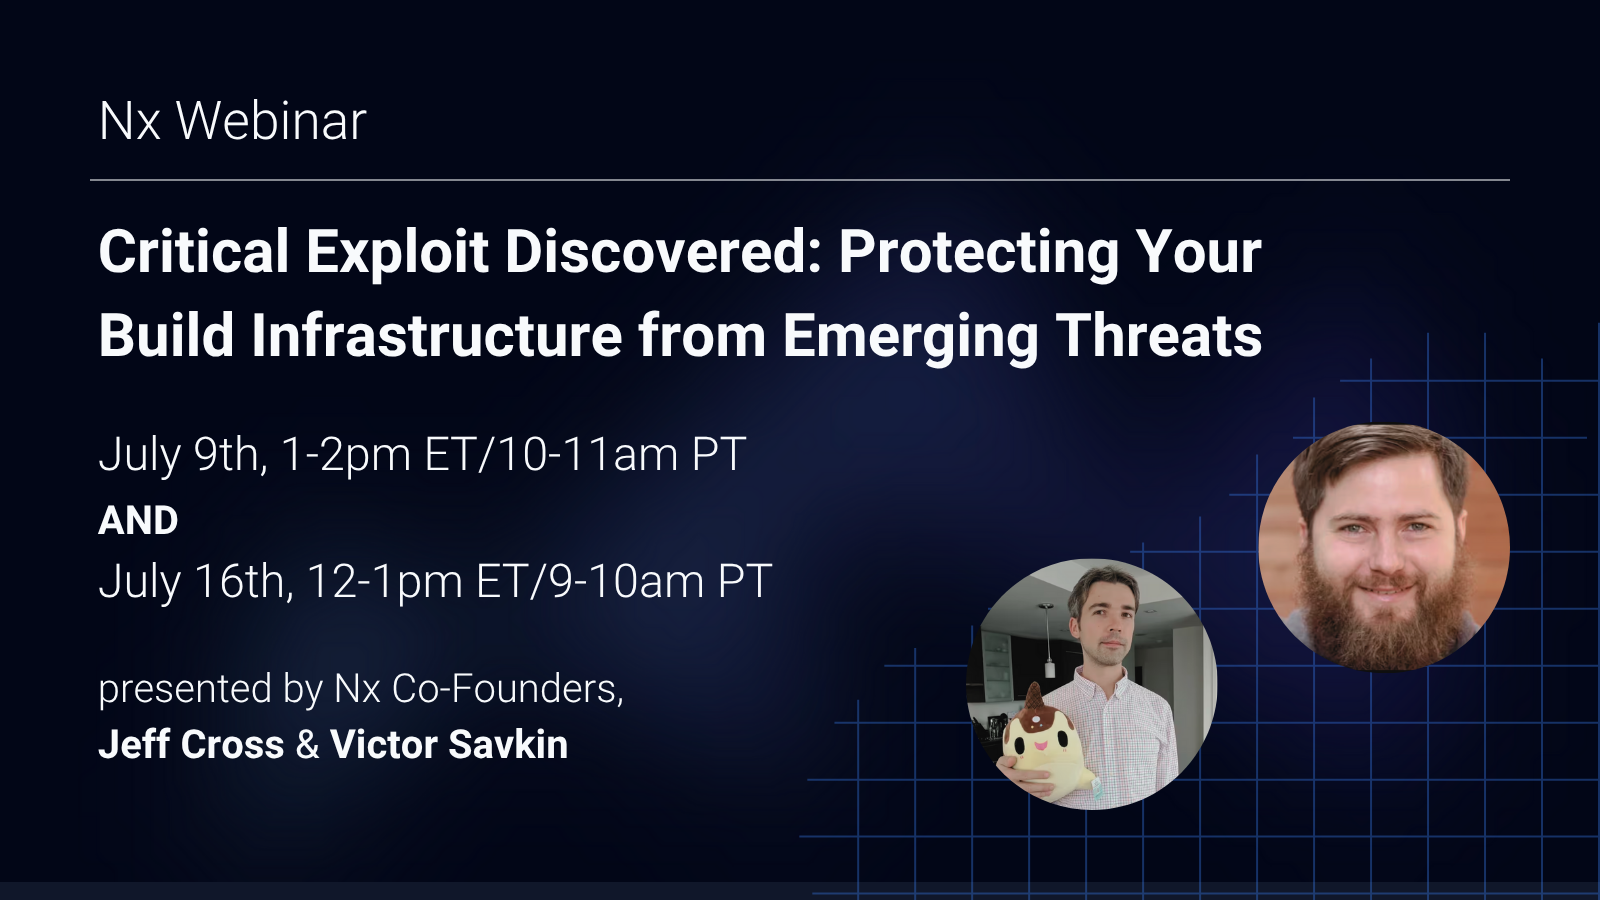 Nx Webinar
Critical Exploit Discovered: Protecting Your
Build Infrastructure from Emerging Threats
July 9th, 1-2pm ET/10-11am PT
AND
July 16th, 12-1pm ET/9-10am PT
presented by Nx Co-Founders,
Jeff Cross & Victor Savkin